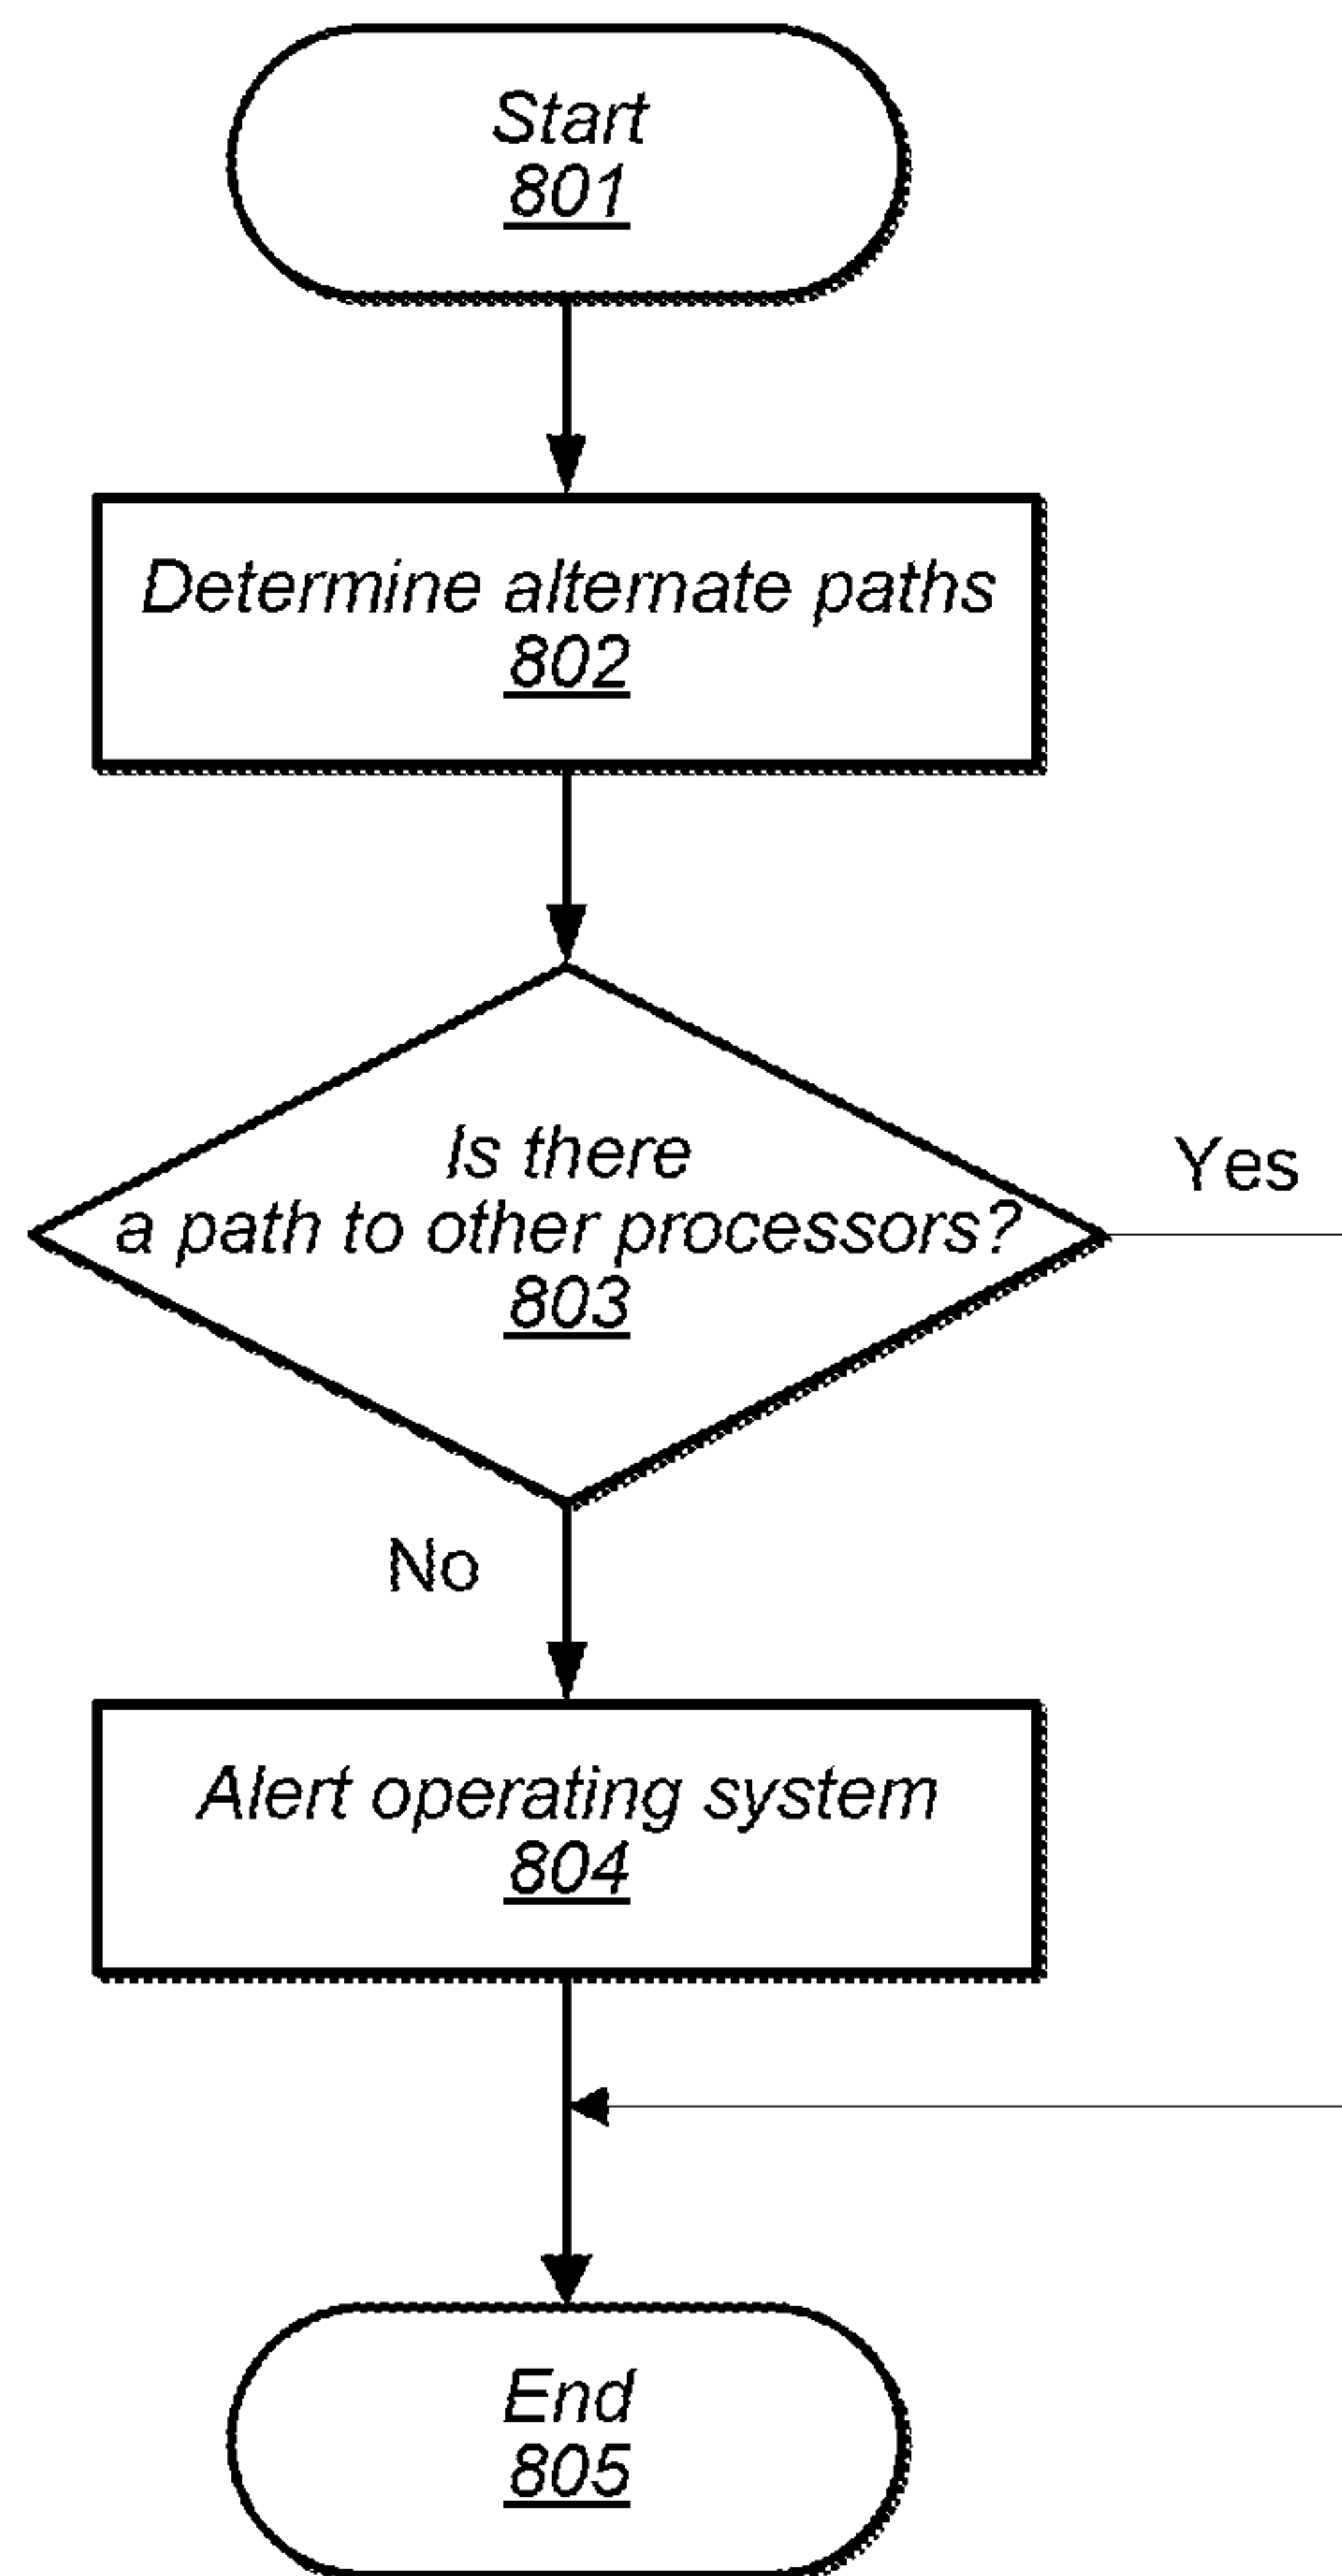 Start
801
Determine alternate paths
802
Is there
a path to other processors?
803
Yes
No
Alert operating system
804
End
805